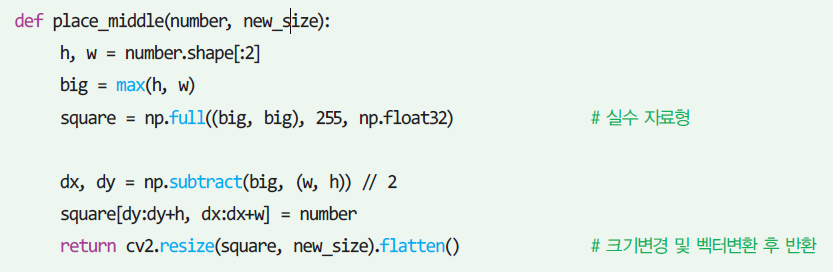 def place_middle(number, new_size):
    h, w = number.shape[:2]
    big = max(h, w)
    square = np.full((big, big), 255, np.float32)    # 실수 자료형
    dx, dy = np.subtract(big, (w, h)) // 2
    square[dy:dy+h, dx:dx+w] = number
    return cv2.resize(square, new_size).flatten()    # 크기변경 및 벡터변환 후 반환